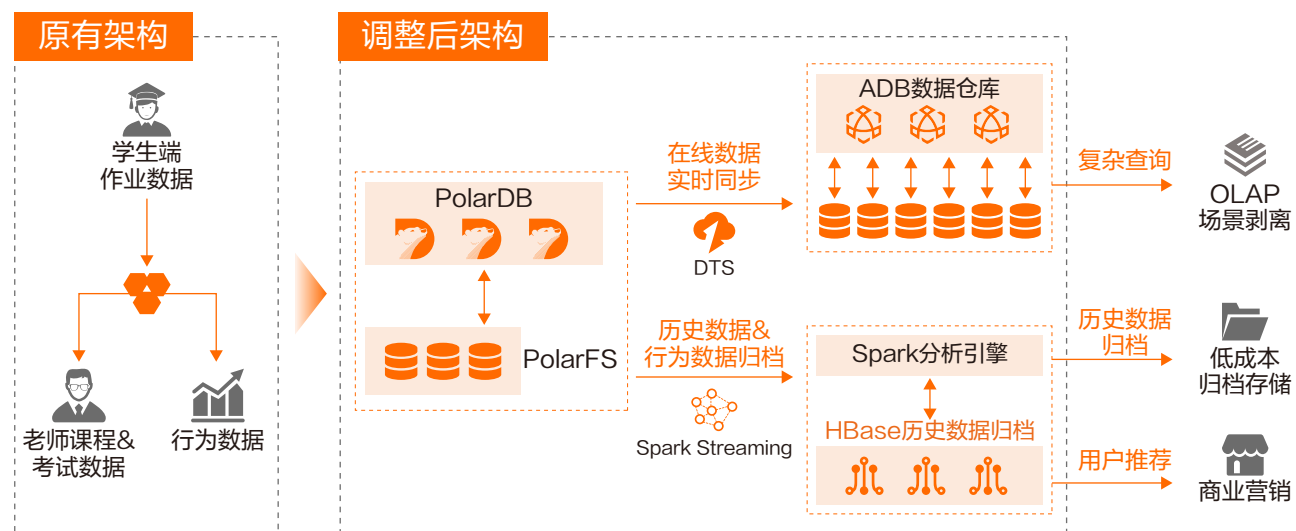 原有架构
学生端
作业数据
老师课程&
考试数据
行为数据
调整后架构
PolarDB
PolarFS
在线数据
实时同步
DTS
历史数据&
行为数据归档
Spark Streaming
ADB数据仓库
Spark分析引擎
HBase历史数据归档
复杂查询
OLAP
场景剥离
历史数据
归档
低成本
归档存储
用户推荐
商业营销